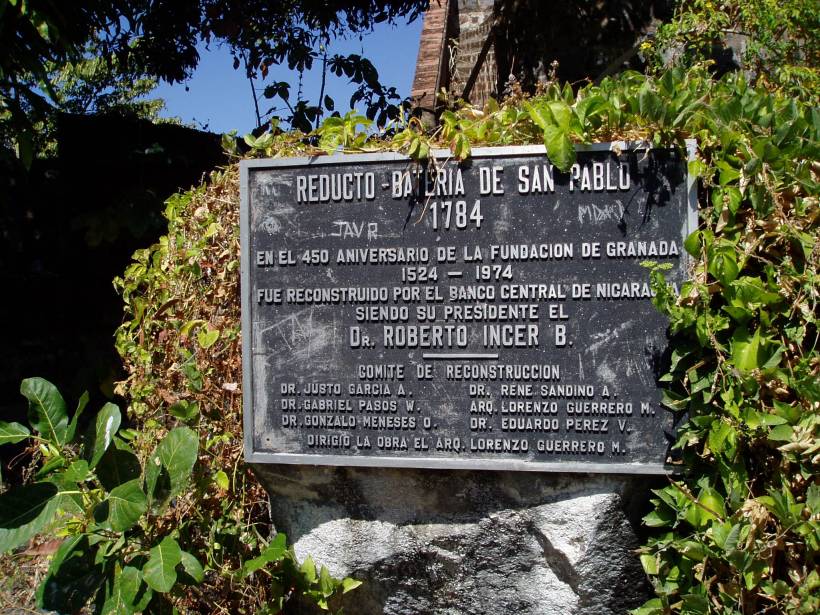 REDUCTO - BATERIA DE SAN PABLO
1784
EN EL 450 ANIVERSARIO DE LA FUNDACION DE GRANADA
1524 — 1974
FUE RECONSTRUIDO POR EL BANCO CENTRAL DE NICARAGUA
SIENDO SU PRESIDENTE EL
DR. ROBERTO INCER B.
COMITE DE RECONSTRUCCION
DR. JUSTO GARCIA A. DR. RENE SANDINO A.
DR. GABRIEL PASOS W. ARQ. LORENZO GUERRERO M.
DR. GONZALO MENESES O. DR. EDUARDO PEREZ V.
DIRIGIO LA OBRA EL ARQ. LORENZO GUERRERO M.